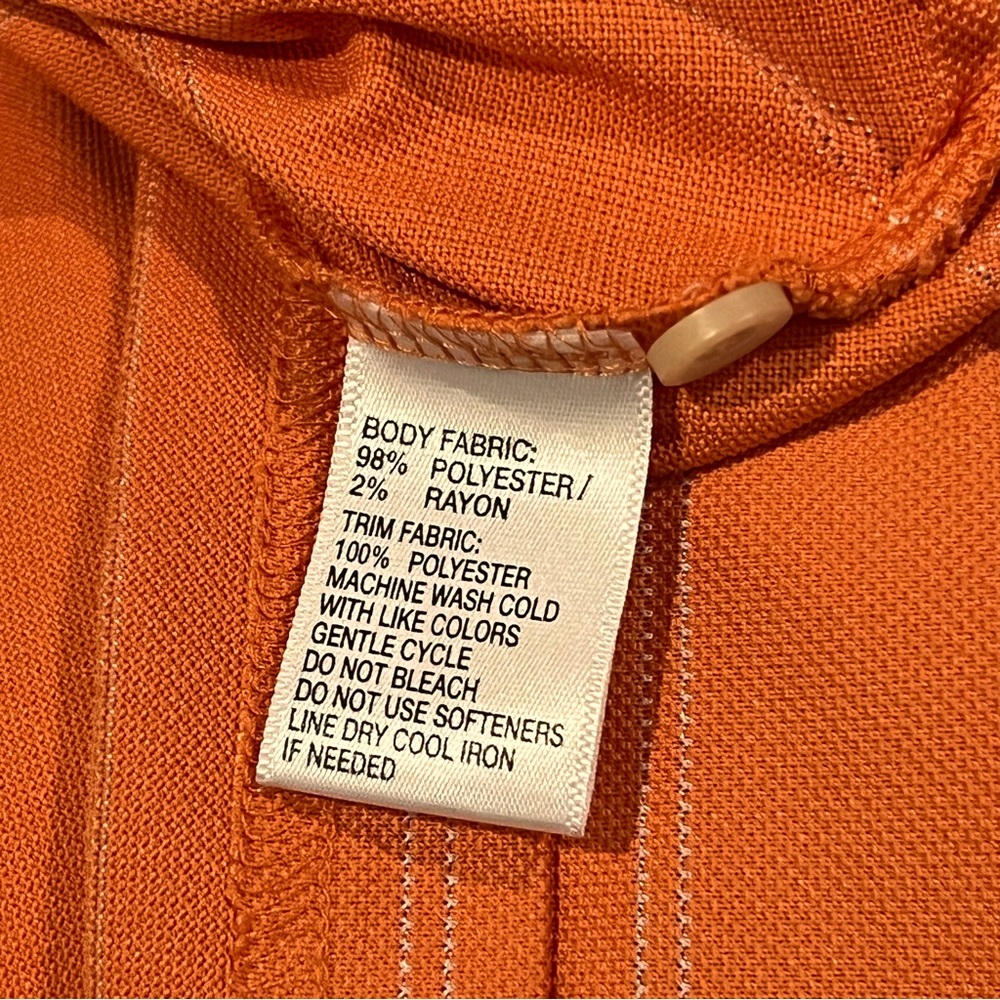 BODY FABRIC:
98% POLYESTER/
2% RAYON
TRIM FABRIC:
100% POLYESTER
MACHINE WASH COLD
WITH LIKE COLORS
GENTLE CYCLE
DO NOT BLEACH
DO NOT USE SOFTENERS
LINE DRY COOL IRON
IF NEEDED